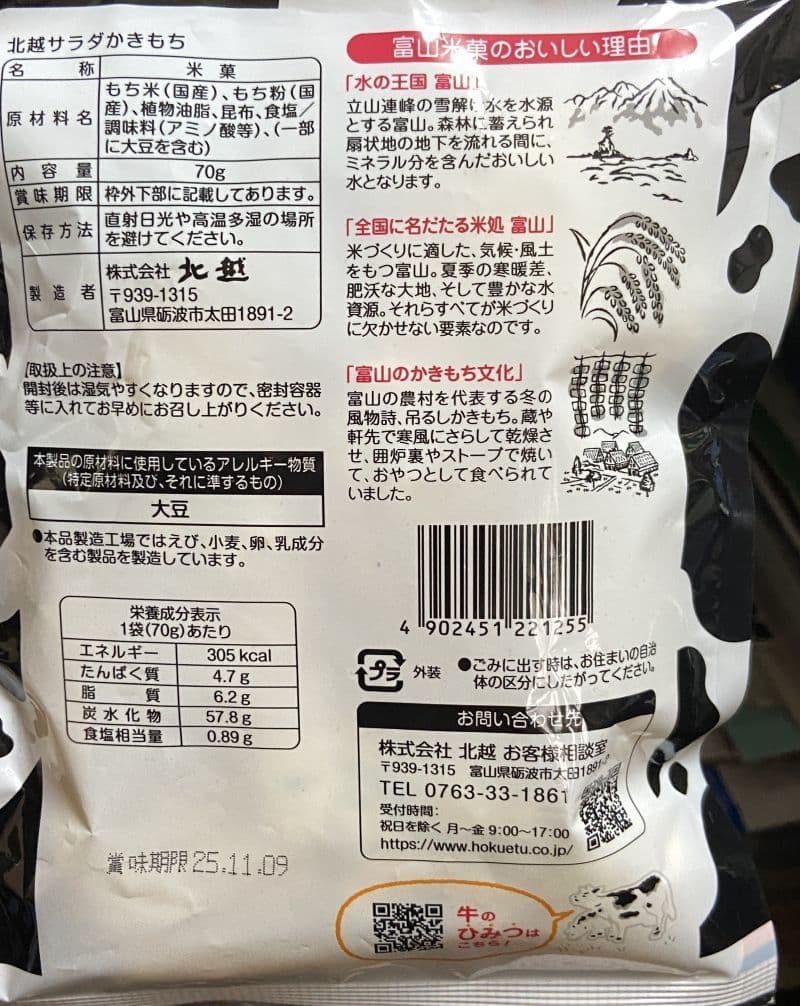 北越サラダかきもち
名称 米菓
原材料名 もち米(国産)、もち粉(国
産)、植物油脂、昆布、食塩/
調味料(アミノ酸等)、(一部
に大豆を含む)
内容量 70g
賞味期限 枠外下部に記載してあります。
保存方法 直射日光や高温多湿の場所
を避けてください。
製造者 株式会社 北越
〒939-1315
富山県砺波市太田1891-2
【取扱上の注意】
開封後は湿気やすくなりますので、密封容器
等に入れてお早めにお召し上がりください。
本製品の原材料に使用しているアレルギー物質
(特定原材料及び、それに準ずるもの)
大豆
●本品製造工場ではえび、小麦、卵、乳成分
を含む製品を製造しています。
栄養成分表示
1袋(70g)あたり
エネルギー 305kcal
たんぱく質 4.7g
脂質 6.2g
炭水化物 57.8g
食塩相当量 0.89g
賞味期限25.11.09
富山米菓のおいしい理由
「水の王国 富山」
立山連峰の雪解け水を水源
とする富山。森林に蓄えられ
扇状地の地下を流れる間に、
ミネラル分を含んだおいしい
水となります。
「全国に名だたる米処 富山」
米づくりに適した、気候・風土
をもつ富山。夏季の寒暖差、
肥沃な大地、そして豊かな水
資源。それらすべてが米づくり
に欠かせない要素なのです。
「富山のかきもち文化」
富山の農村を代表する冬の
風物詩、吊るしかきもち。蔵や
軒先で寒風にさらして乾燥さ
せ、囲炉裏やストーブで焼い
て、おやつとして食べられて
いました。
4 902451 221255
プラ 外装
●ごみに出す時は、お住まいの自治
体の区分にしたがってください。
お問い合わせ先
株式会社 北越 お客様相談室
〒939-1315 富山県砺波市太田1891-2
TEL 0763-33-1861
受付時間:
祝日を除く 月〜金 9:00〜17:00
https://www.hokuetu.co.jp/
牛の
ひみつは
こちら!